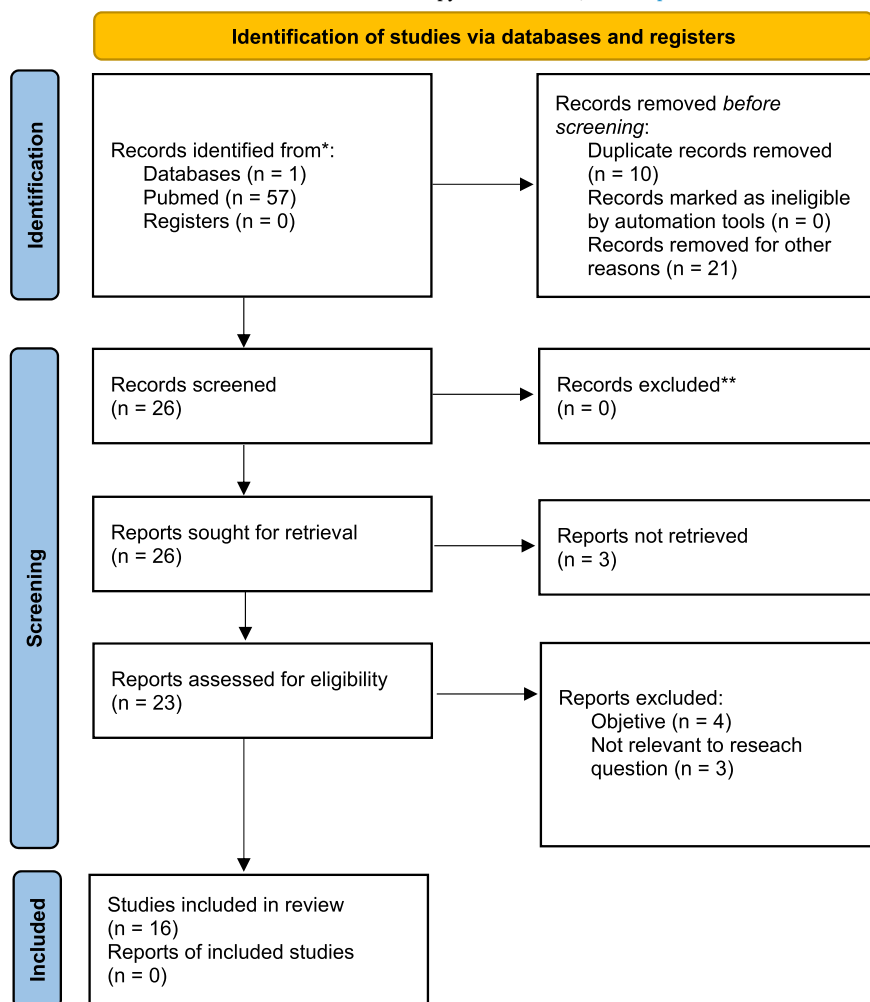 Identification of studies via databases and registers
Identification
Records identified from*:
Databases (n = 1)
Pubmed (n = 57)
Registers (n = 0)
Records removed before
screening:
Duplicate records removed
(n = 10)
Records marked as ineligible
by automation tools (n = 0)
Records removed for other
reasons (n = 21)
Screening
Records screened
(n = 26)
Records excluded**
(n = 0)
Reports sought for retrieval
(n = 26)
Reports not retrieved
(n = 3)
Reports assessed for eligibility
(n = 23)
Reports excluded:
Objetive (n = 4)
Not relevant to reseach
question (n = 3)
Included
Studies included in review
(n = 16)
Reports of included studies
(n = 0)